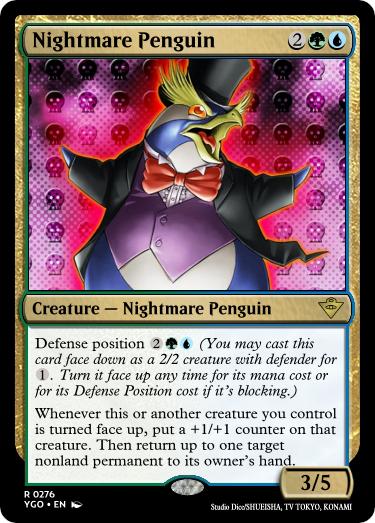 Nightmare Penguin 2
Creature — Nightmare Penguin
Defense position 2 (You may cast this
card face down as a 2/2 creature with defender for
1. Turn it face up any time for its mana cost or
for its Defense Position cost if it's blocking.)
Whenever this or another creature you control
is turned face up, put a +1/+1 counter on
that creature. Then return up to one target
nonland permanent to its owner's hand.
3/5
R 0276
YGO • EN
Studio Dice/SHUEISHA, TV TOKYO, KONAMI